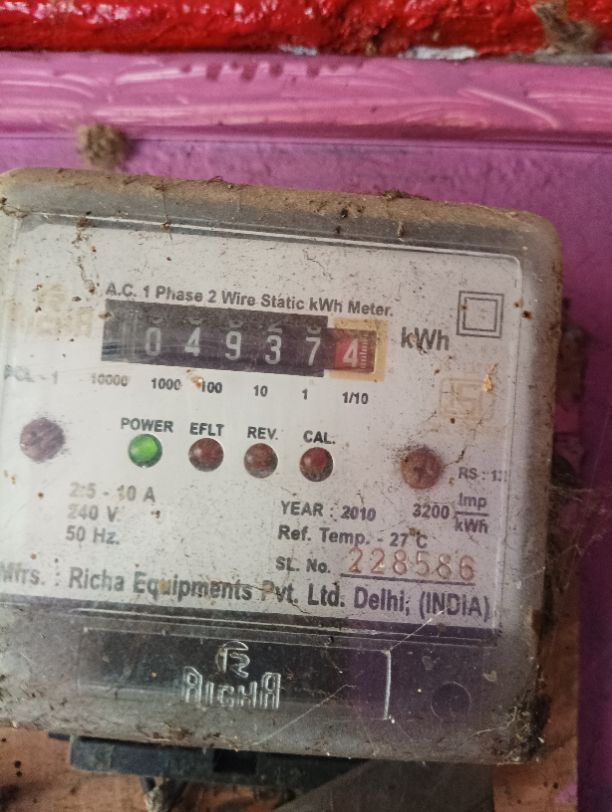 A.C. 1 Phase 2 Wire Static kWh Meter.
0 4 9 3 7 4 kWh
10000 1000 100 10 1 1/10
POWER EFLT REV. CAL.
2.5 - 10 A
240 V
50 Hz.
YEAR : 2010
3200 Imp/kWh
Ref. Temp. - 27°C
SL. No. 228586
Mfrs. : Richa Equipments Pvt. Ltd. Delhi, (INDIA)
RICHA